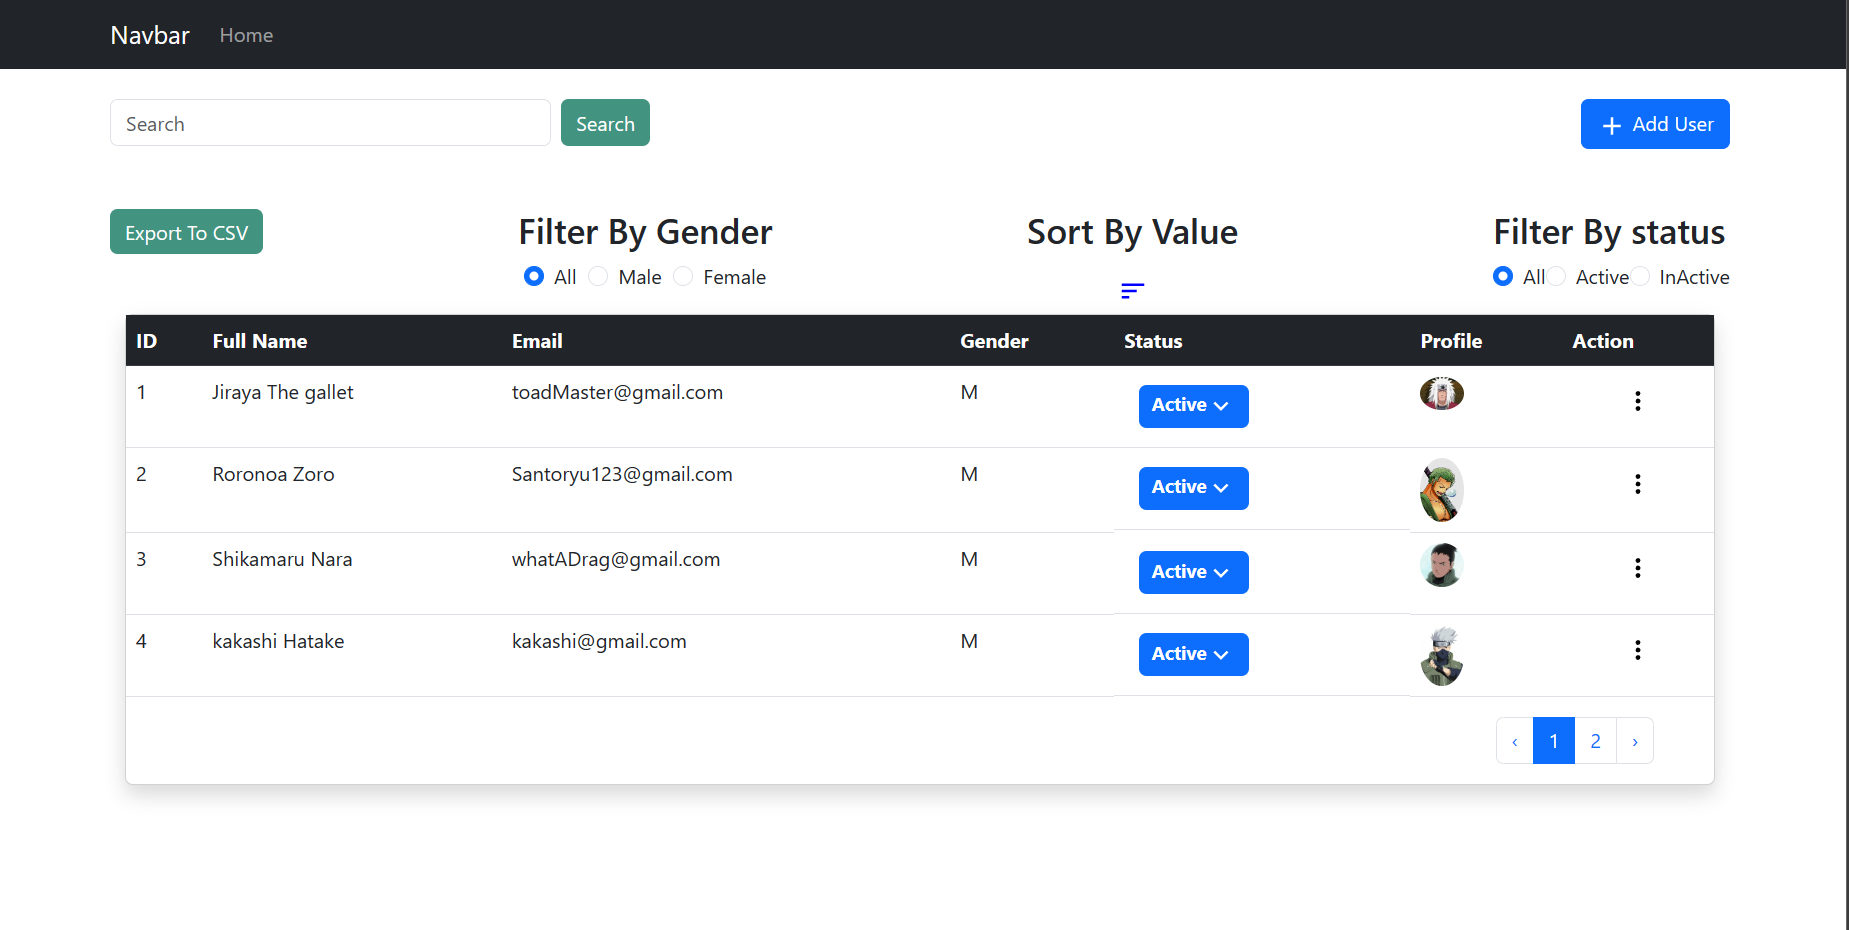 Navbar Home
Search Search + Add User
Export To CSV Filter By Gender Sort By Value Filter By status
All Male Female All Active InActive
ID Full Name Email Gender Status Profile Action
1 Jiraya The gallet toadMaster@gmail.com M Active
2 Roronoa Zoro Santoryu123@gmail.com M Active
3 Shikamaru Nara whatADrag@gmail.com M Active
4 kakashi Hatake kakashi@gmail.com M Active
‹ 1 2 ›